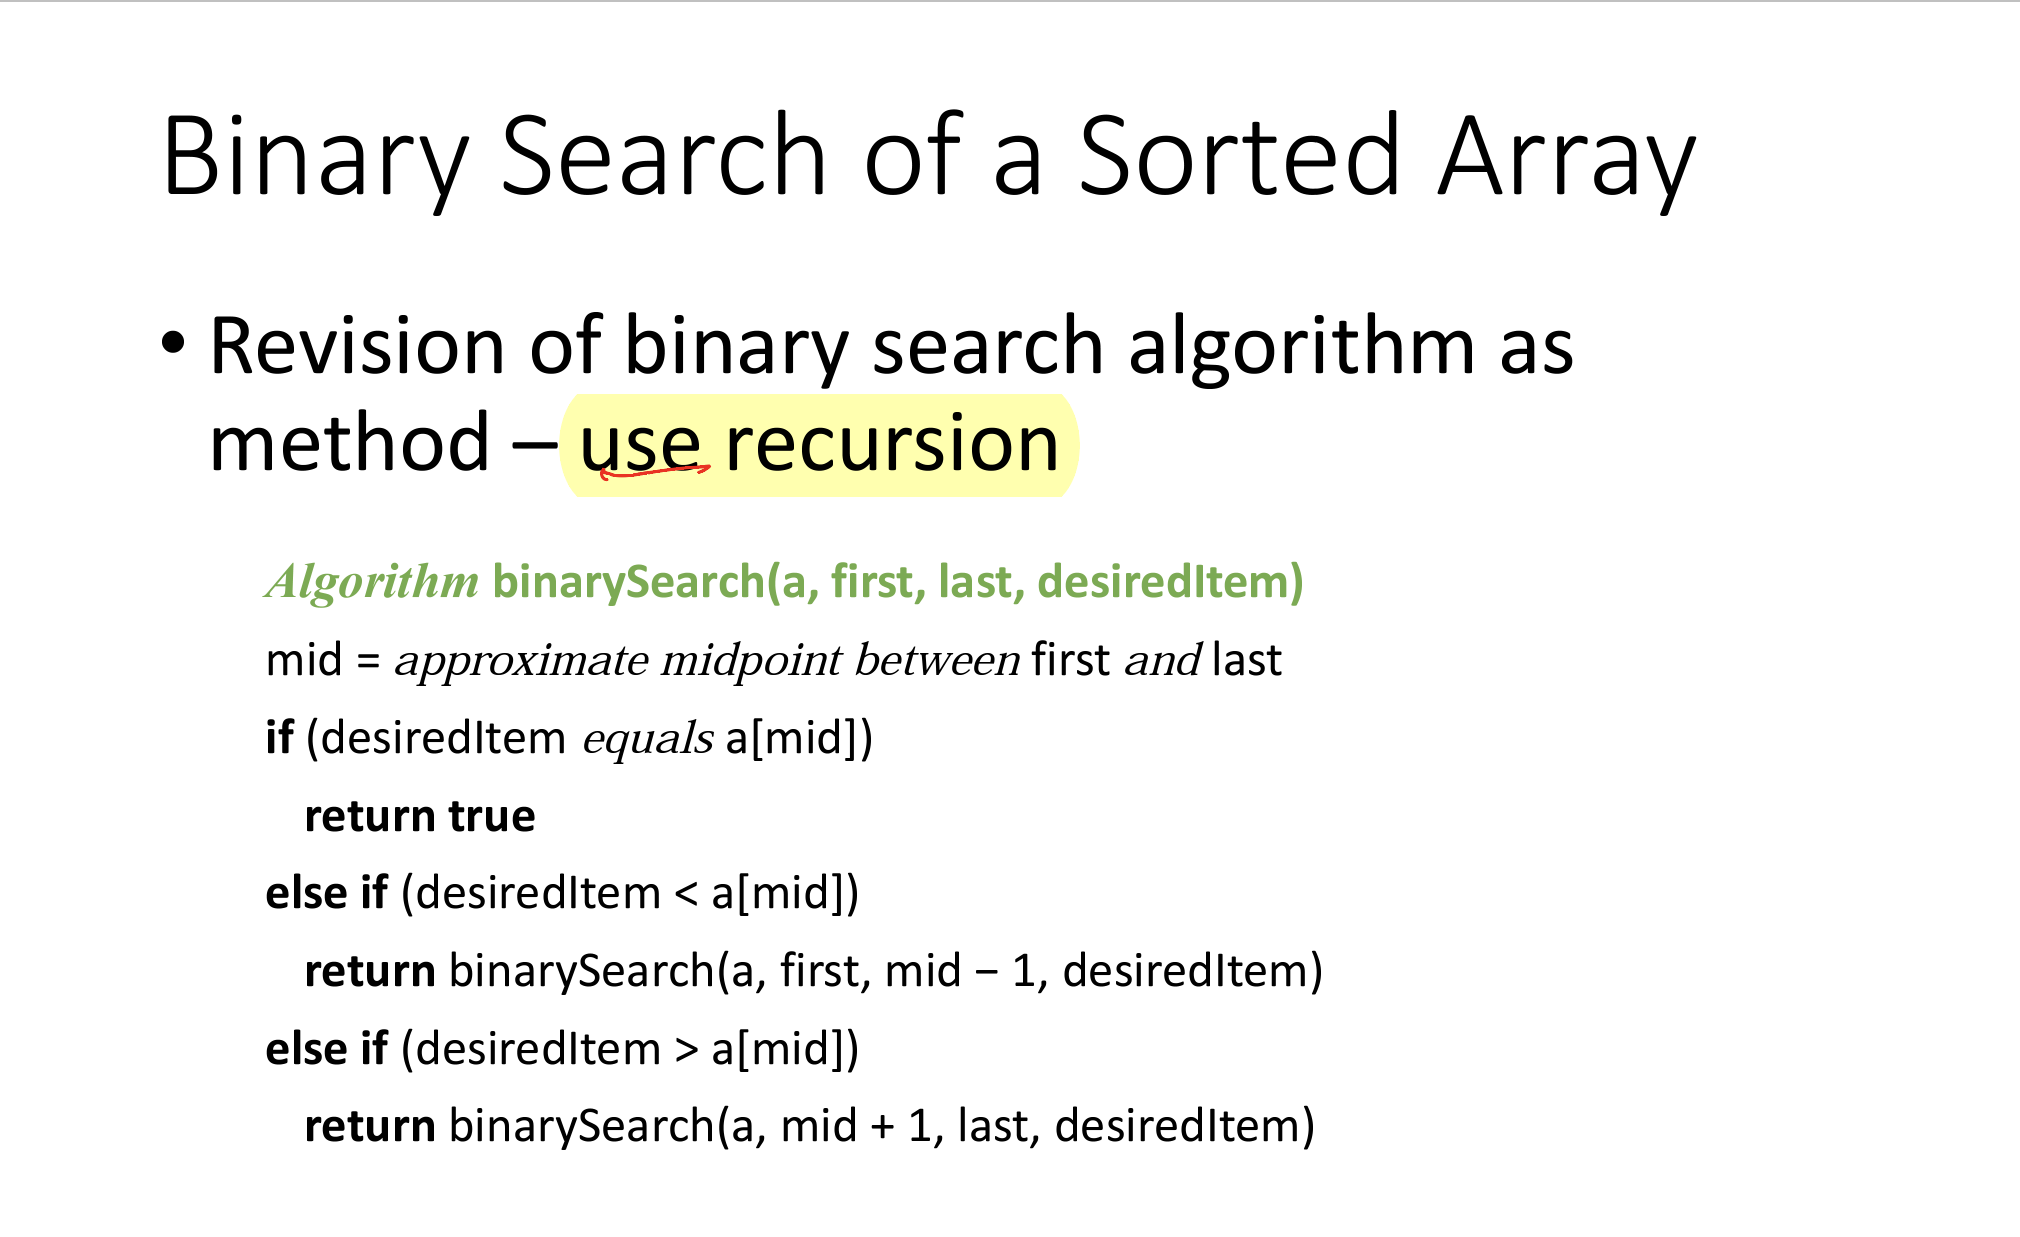 Binary Search of a Sorted Array
• Revision of binary search algorithm as
method – use recursion
Algorithm binarySearch(a, first, last, desiredItem)
mid = approximate midpoint between first and last
if (desiredItem equals a[mid])
return true
else if (desiredItem < a[mid])
return binarySearch(a, first, mid − 1, desiredItem)
else if (desiredItem > a[mid])
return binarySearch(a, mid + 1, last, desiredItem)